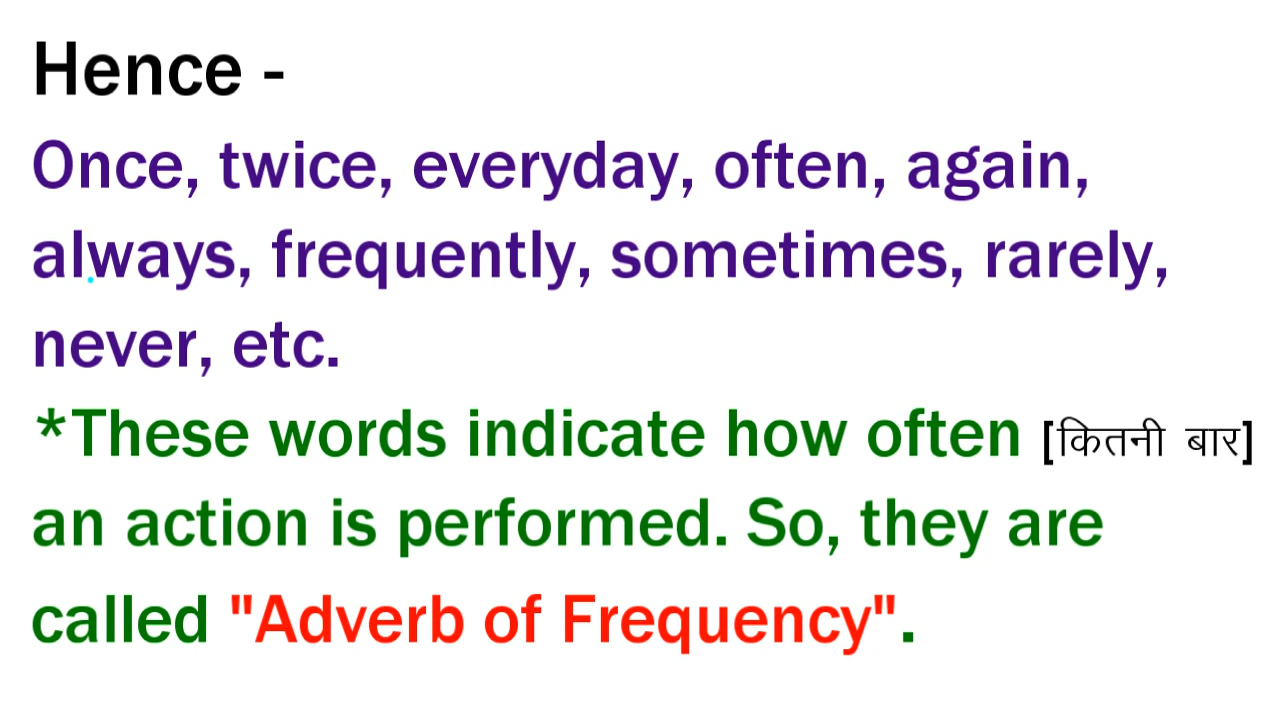 Hence -
Once, twice, everyday, often, again,
always, frequently, sometimes, rarely,
never, etc.
*These words indicate how often [कितनी बार]
an action is performed. So, they are
called "Adverb of Frequency".